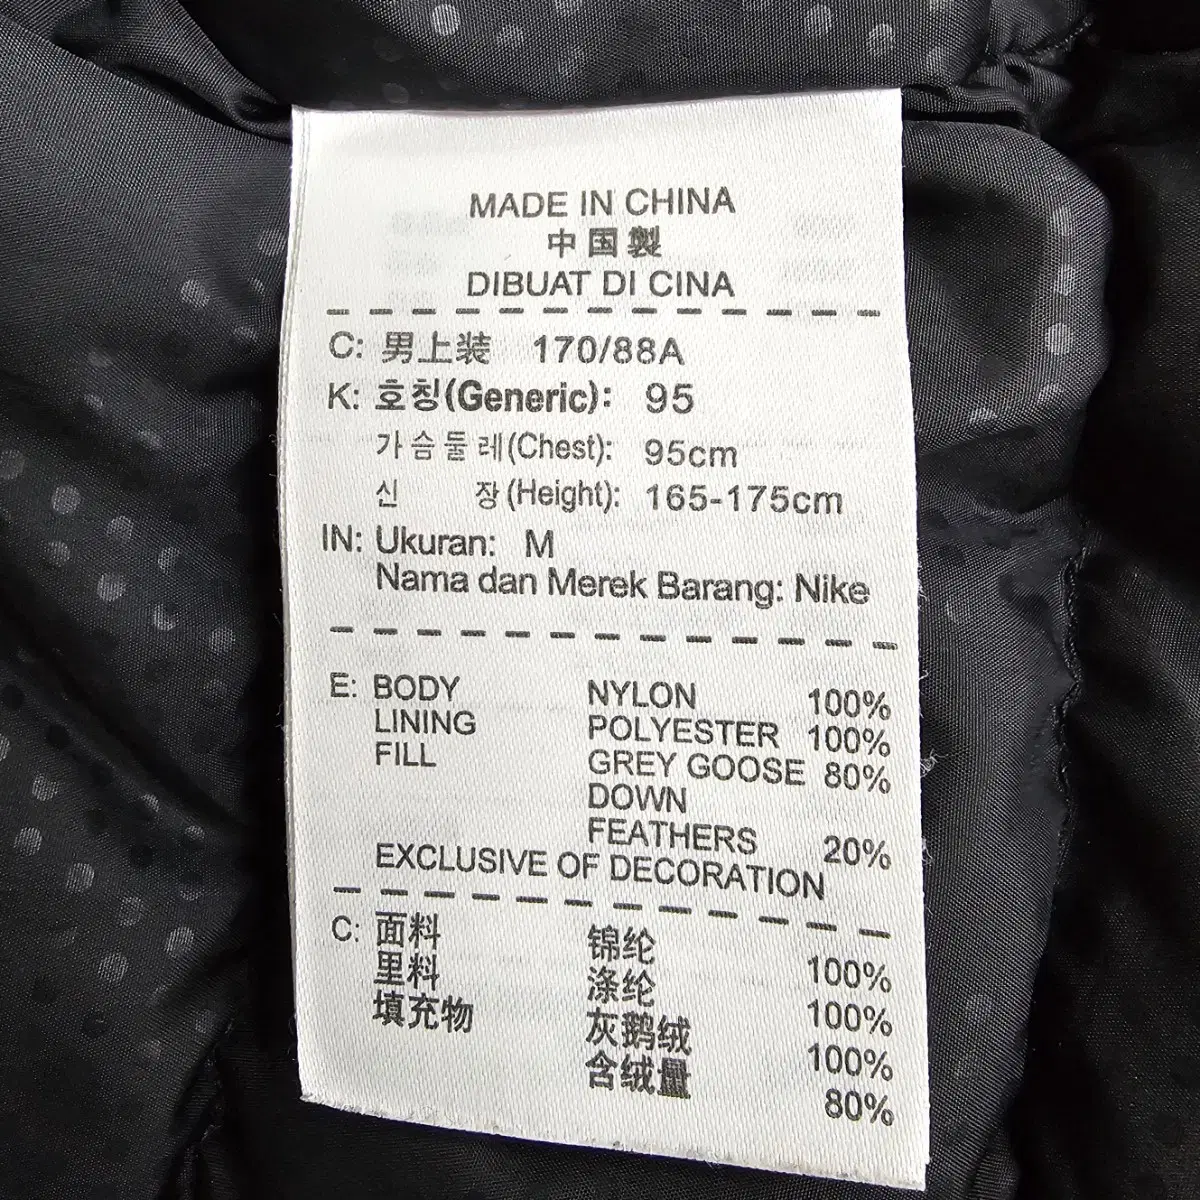 MADE IN CHINA
中国製
DIBUAT DI CINA
C: 男上装 170/88A
K: 호칭(Generic): 95
가슴둘레(Chest): 95cm
신 장(Height): 165-175cm
IN: Ukuran: M
Nama dan Merek Barang: Nike
E: BODY NYLON 100%
LINING POLYESTER 100%
FILL GREY GOOSE 80%
DOWN
FEATHERS 20%
EXCLUSIVE OF DECORATION
C: 面料 锦纶 100%
里料 涤纶 100%
填充物 灰鹅绒 100%
含绒量 80%